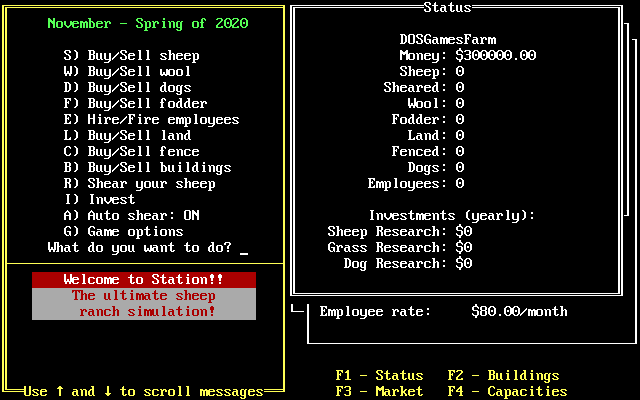 November - Spring of 2020
S) Buy/Sell sheep
W) Buy/Sell wool
D) Buy/Sell dogs
F) Buy/Sell fodder
E) Hire/Fire employees
L) Buy/Sell land
C) Buy/Sell fence
B) Buy/Sell buildings
R) Shear your sheep
I) Invest
A) Auto shear: ON
G) Game options
What do you want to do? _
Welcome to Station!!
The ultimate sheep
ranch simulation!
Use ↑ and ↓ to scroll messages
Status
DOSGamesFarm
Money: $300000.00
Sheep: 0
Sheared: 0
Wool: 0
Fodder: 0
Land: 0
Fenced: 0
Dogs: 0
Employees: 0
Investments (yearly):
Sheep Research: $0
Grass Research: $0
Dog Research: $0
Employee rate: $80.00/month
F1 - Status F2 - Buildings
F3 - Market F4 - Capacities